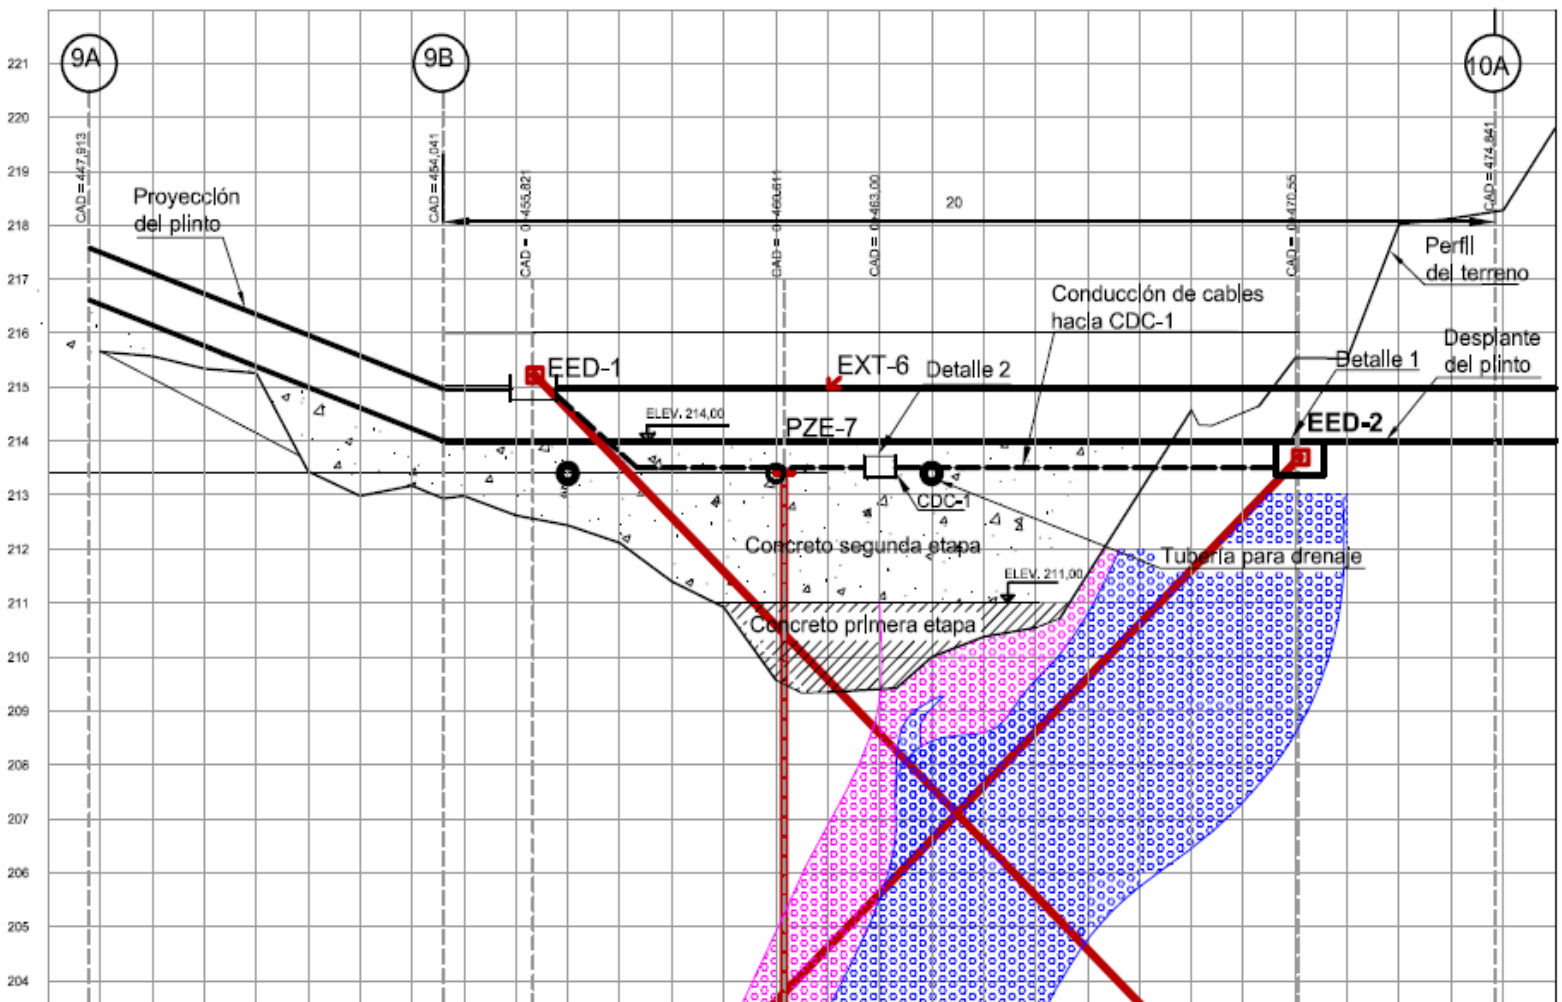 9A
9B
10A
221
220
219
218
217
216
215
214
213
212
211
210
209
208
207
206
205
204
CAD=447,913
CAD=454,041
CAD = 0+455,821
CAD = 0+460,611
CAD = 0+463,00
CAD = 0+470,55
CAD=474,841
20
Proyección
del plinto
Perfil
del terreno
Conducción de cables
hacia CDC-1
Desplante
del plinto
EED-1
EXT-6
Detalle 2
Detalle 1
ELEV. 214,00
PZE-7
EED-2
CDC-1
Concreto segunda etapa
Tubería para drenaje
ELEV. 211,00
Concreto primera etapa